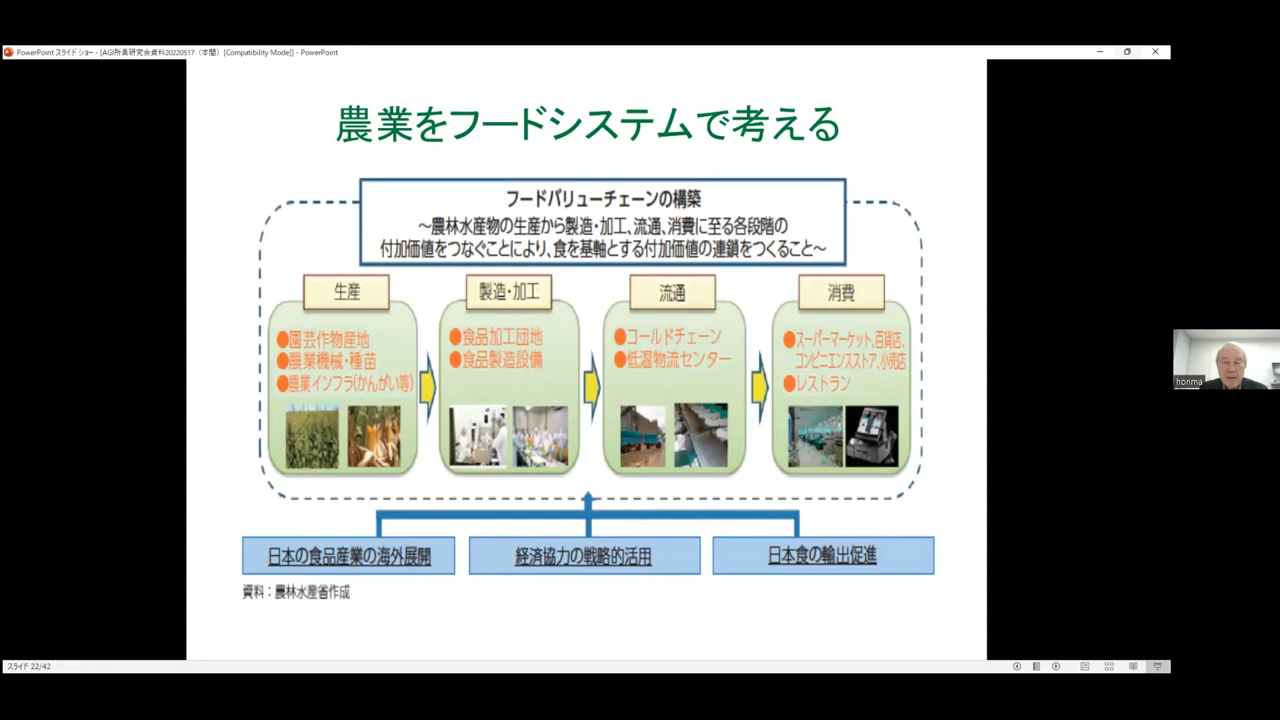 PowerPoint スライド ショー - [AGI所員研究会資料20220517（本間）[Compatibility Mode]] - PowerPoint
農業をフードシステムで考える
フードバリューチェーンの構築
～農林水産物の生産から製造・加工、流通、消費に至る各段階の
付加価値をつなぐことにより、食を基軸とする付加価値の連鎖をつくること～
生産
●園芸作物産地
●農業機械・種苗
●農業インフラ(かんがい等)
製造・加工
●食品加工団地
●食品製造設備
流通
●コールドチェーン
●低温物流センター
消費
●スーパーマーケット、百貨店、
コンビニエンスストア、小売店
●レストラン
日本の食品産業の海外展開
経済協力の戦略的活用
日本食の輸出促進
資料：農林水産省作成
honma
スライド 22/42